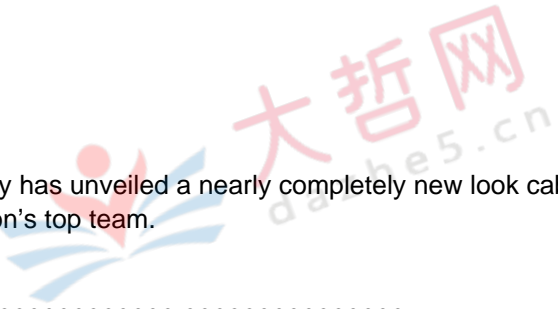 大哲网
dazhe5.cn
y has unveiled a nearly completely new look cal
on's top team.